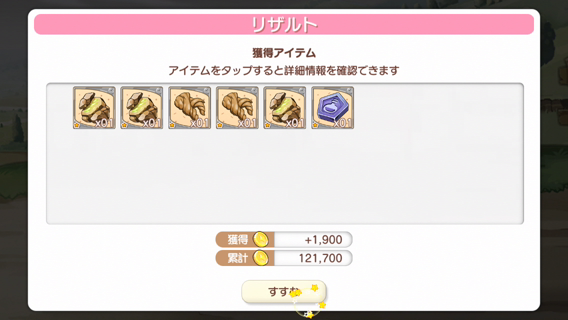 リザルト
獲得アイテム
アイテムをタップすると詳細情報を確認できます
x01 x01 x01 x01 x01 x01
獲得 +1,900
累計 121,700
すすむ